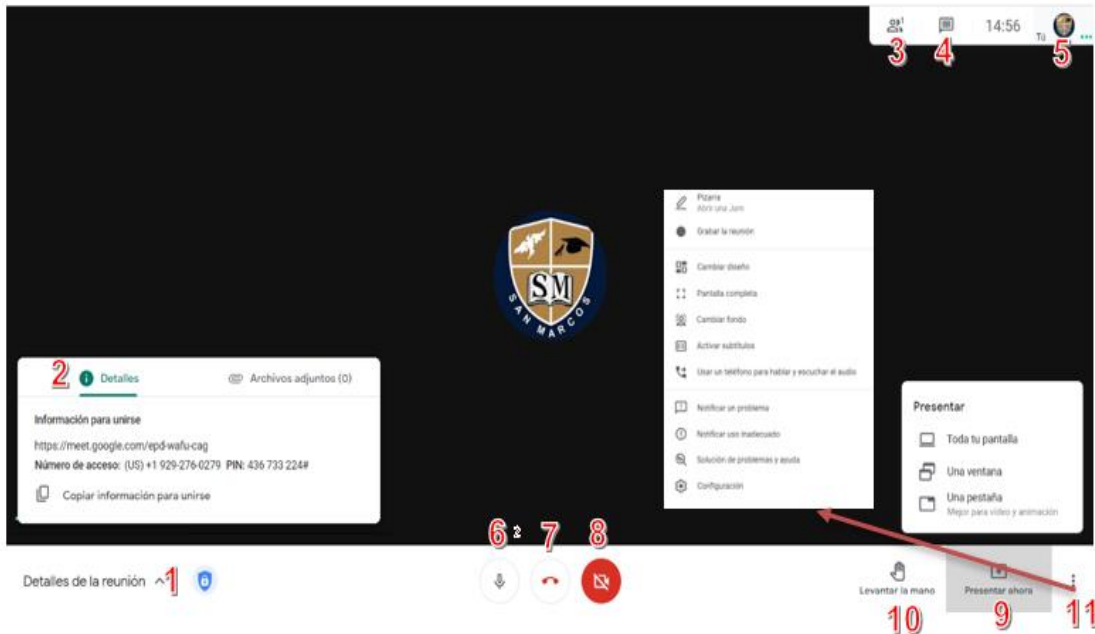 1
14:56
Tú
3
4
5
Pizarra
Abrir una Jam
Grabar la reunión
Cambiar diseño
Pantalla completa
Cambiar fondo
Activar subtítulos
Usar un teléfono para hablar y escuchar el audio
Notificar un problema
Notificar uso inadecuado
Solución de problemas y ayuda
Configuración
SM
SAN MARCOS
2
Detalles
Archivos adjuntos (0)
Información para unirse
https://meet.google.com/epd-wafu-cag
Número de acceso: (US) +1 929-276-0279 PIN: 436 733 224#
Copiar información para unirse
Presentar
Toda tu pantalla
Una ventana
Una pestaña
Mejor para video y animación
6
2
7
8
Detalles de la reunión
1
Levantar la mano
Presentar ahora
10
9
11